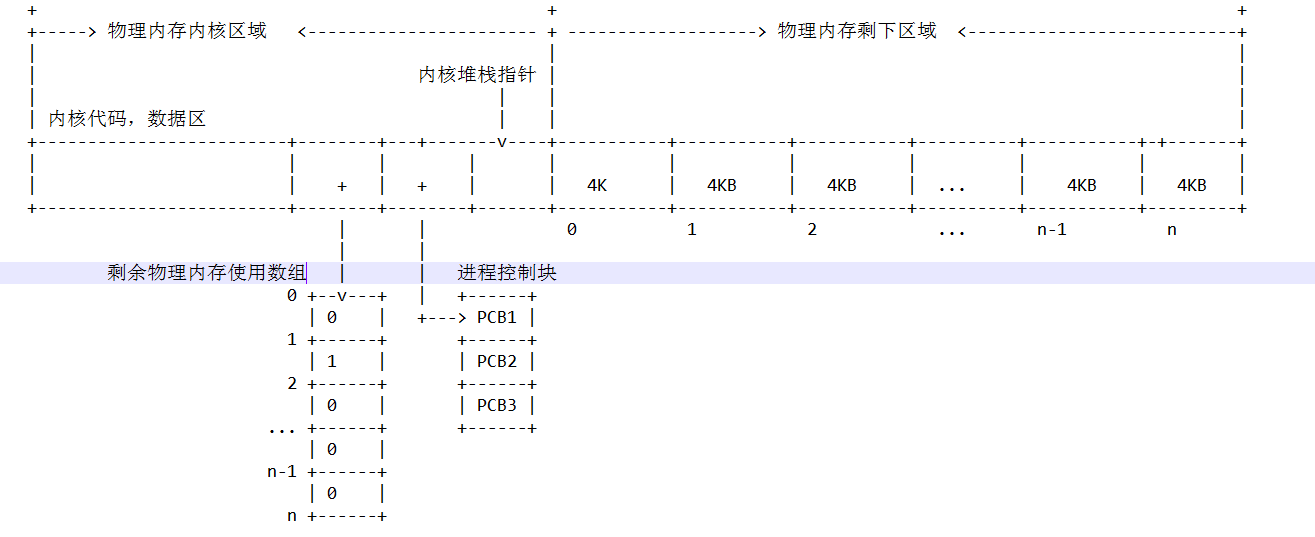 物理内存内核区域 物理内存剩下区域
内核堆栈指针
内核代码，数据区
4K 4KB 4KB ... 4KB 4KB
0 1 2 ... n-1 n
剩余物理内存使用数组 进程控制块
0
0 PCB1
1
1 PCB2
2
0 PCB3
...
0
n-1
0
n